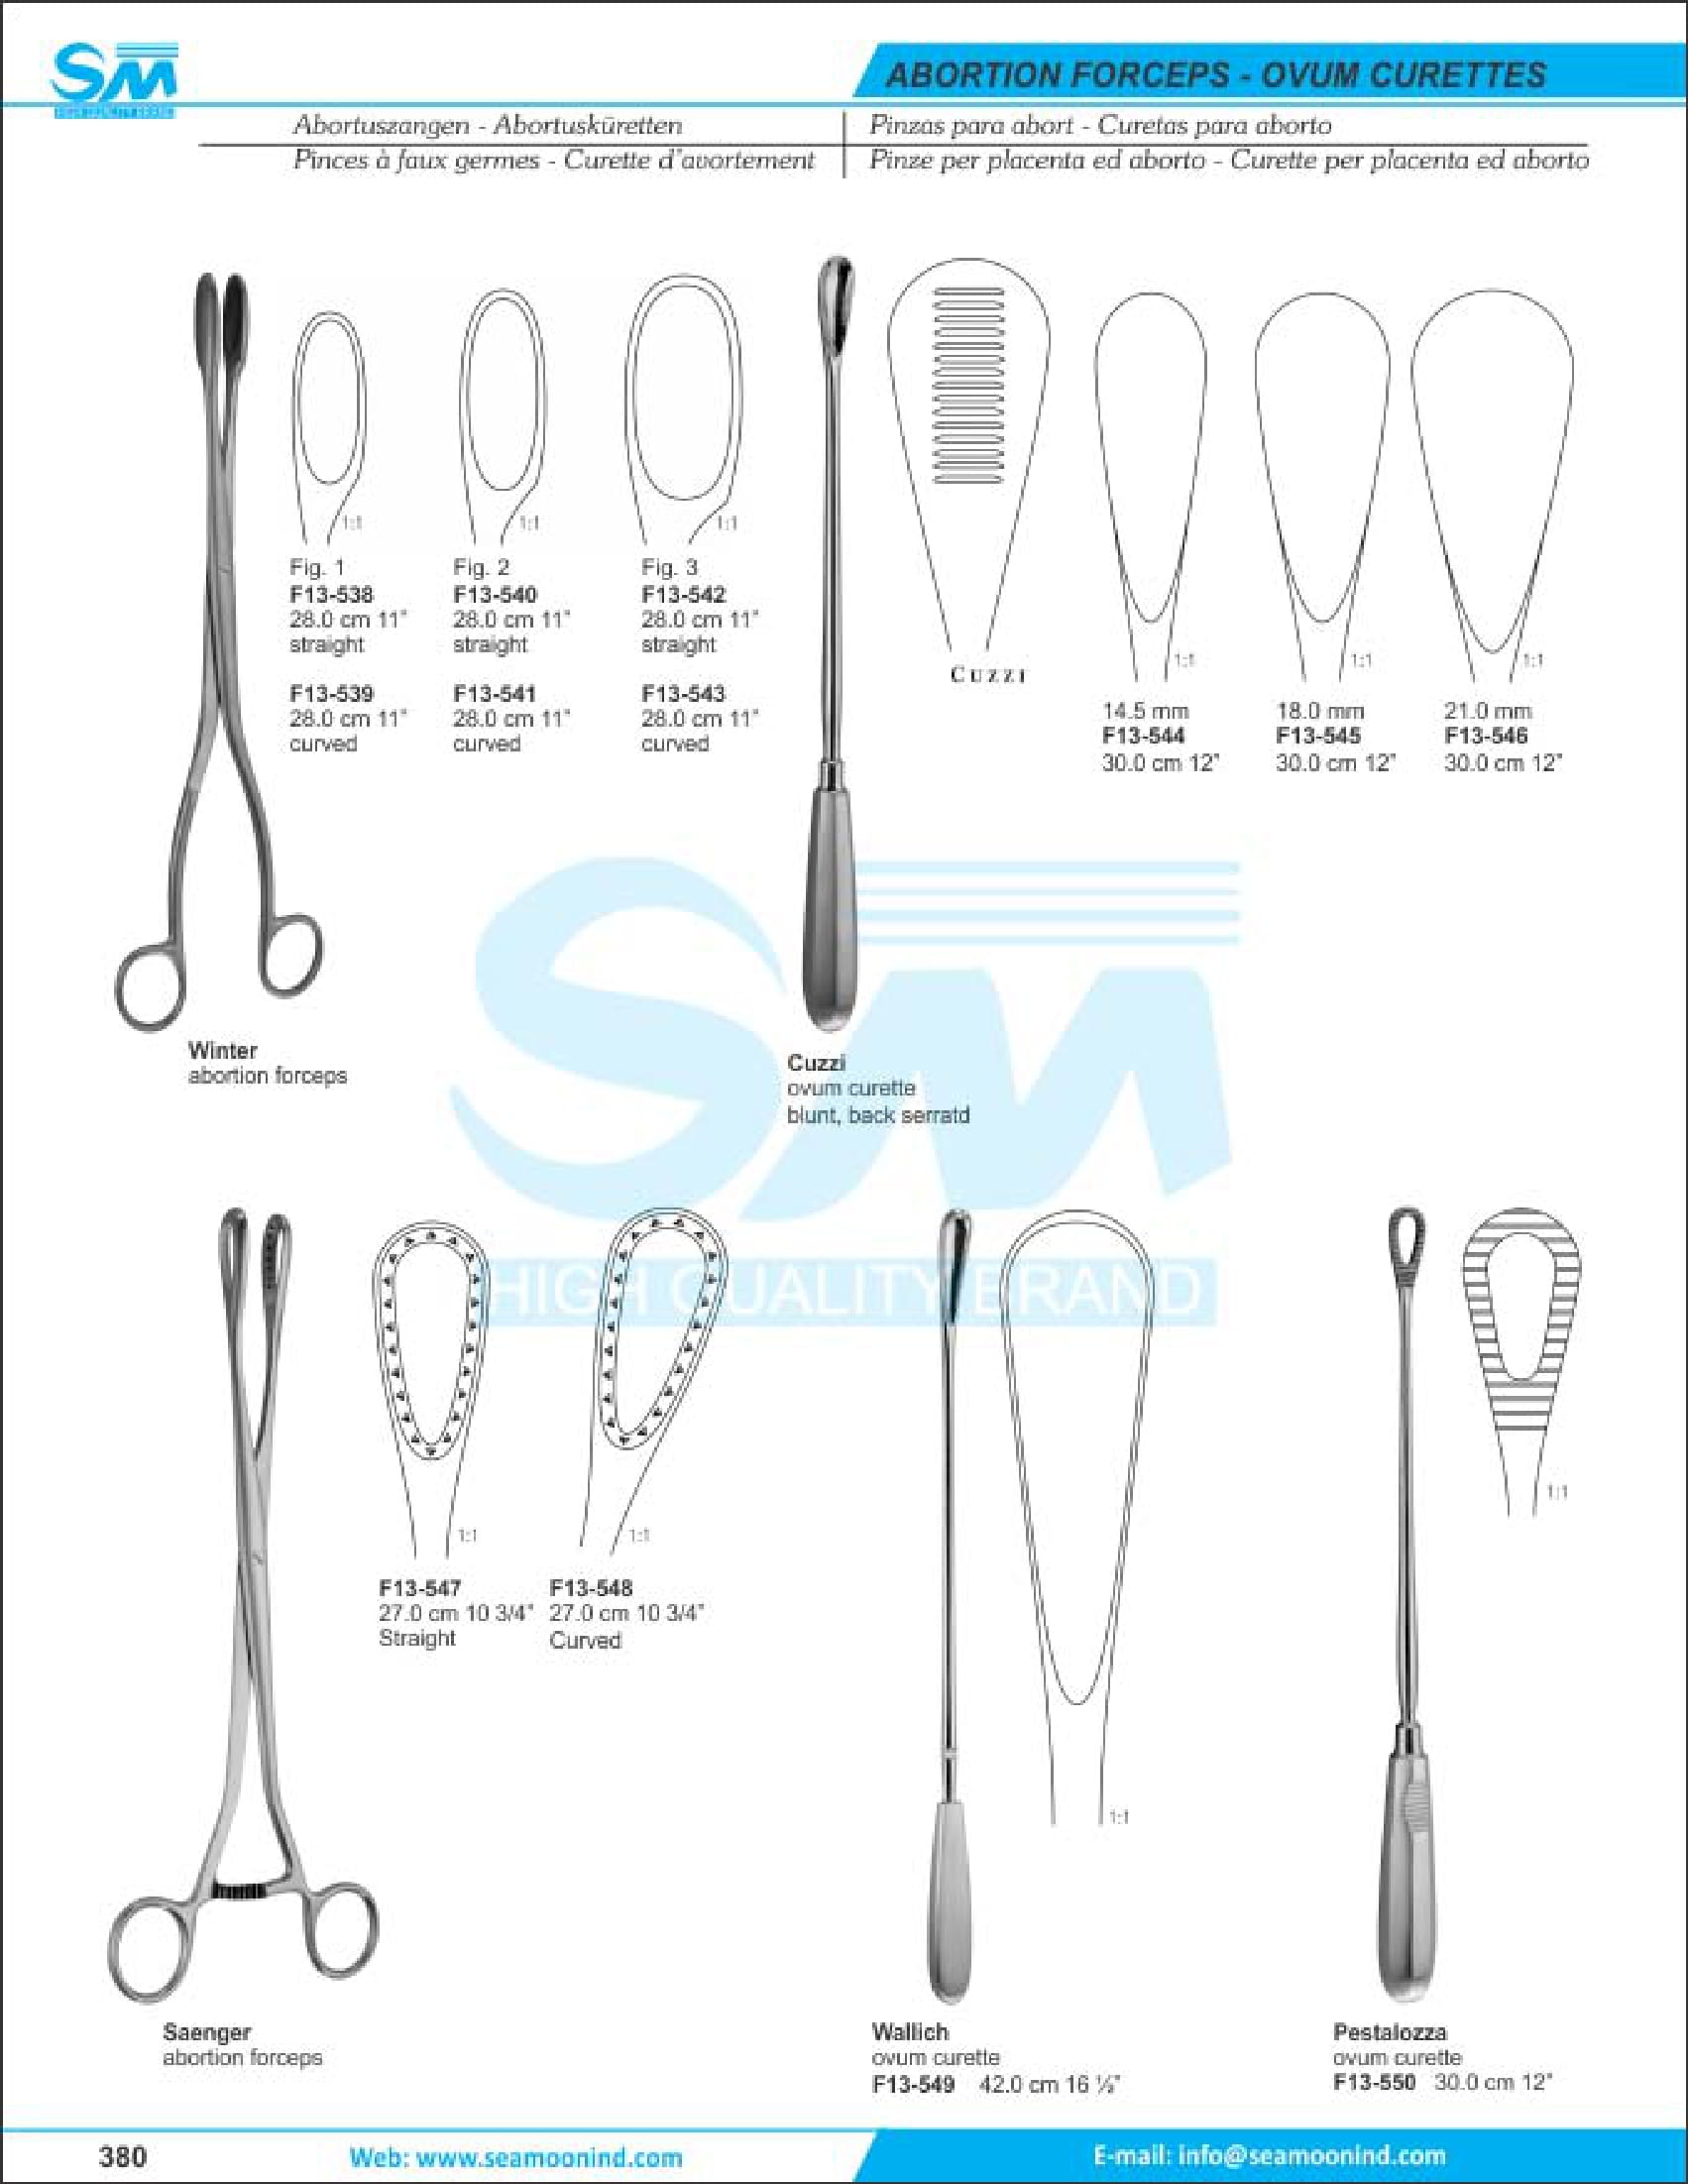 SM
ABORTION FORCEPS - OVUM CURETTES
Abortuszangen - Abortusküretten
Pinzas para abort - Curetas para aborto
Pinces à faux germes - Curette d'avortement
Pinze per placenta ed aborto - Curette per placenta ed aborto
1:1
1:1
1:1
Fig. 1
F13-538
28.0 cm 11"
straight
F13-539
28.0 cm 11"
curved
Fig. 2
F13-540
28.0 cm 11"
straight
F13-541
28.0 cm 11"
curved
Fig. 3
F13-542
28.0 cm 11"
straight
F13-543
28.0 cm 11"
curved
Winter
abortion forceps
CUZZI
1:1
1:1
1:1
14.5 mm
F13-544
30.0 cm 12"
18.0 mm
F13-545
30.0 cm 12"
21.0 mm
F13-546
30.0 cm 12"
Cuzzi
ovum curette
blunt, back serratd
SM
HIGH QUALITY BRAND
1:1
1:1
F13-547
27.0 cm 10 3/4"
Straight
F13-548
27.0 cm 10 3/4"
Curved
Saenger
abortion forceps
1:1
Wallich
ovum curette
F13-549 42.0 cm 16 ½"
1:1
Pestalozza
ovum curette
F13-550 30.0 cm 12"
380
Web: www.seamoonind.com
E-mail: info@seamoonind.com